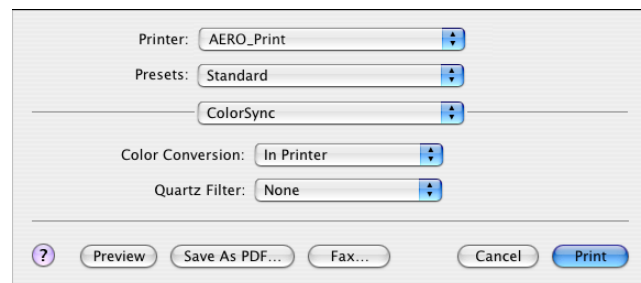 Printer: AERO_Print
Presets: Standard
ColorSync
Color Conversion: In Printer
Quartz Filter: None
? Preview Save As PDF... Fax... Cancel Print